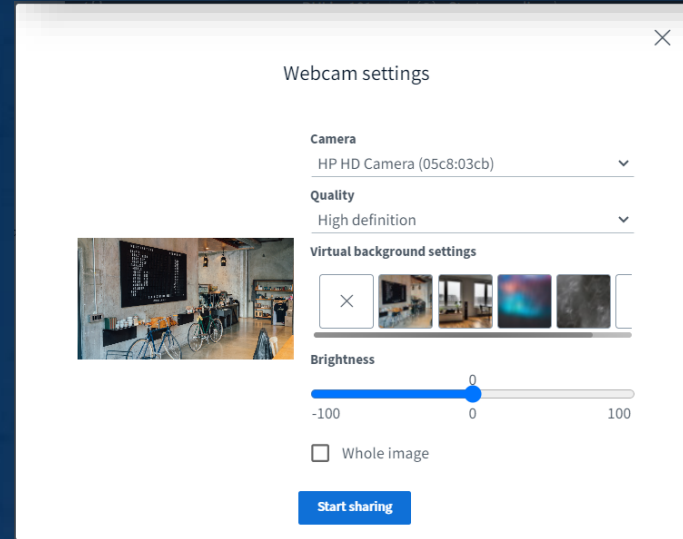 Webcam settings
Camera
HP HD Camera (05c8:03cb)
Quality
High definition
Virtual background settings
Brightness
0
-100 0 100
Whole image
Start sharing